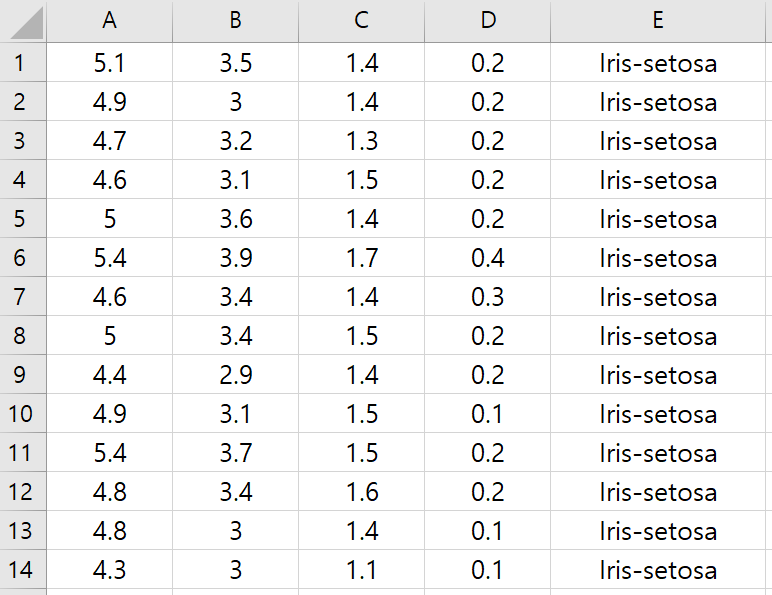 A B C D E
1 5.1 3.5 1.4 0.2 Iris-setosa
2 4.9 3 1.4 0.2 Iris-setosa
3 4.7 3.2 1.3 0.2 Iris-setosa
4 4.6 3.1 1.5 0.2 Iris-setosa
5 5 3.6 1.4 0.2 Iris-setosa
6 5.4 3.9 1.7 0.4 Iris-setosa
7 4.6 3.4 1.4 0.3 Iris-setosa
8 5 3.4 1.5 0.2 Iris-setosa
9 4.4 2.9 1.4 0.2 Iris-setosa
10 4.9 3.1 1.5 0.1 Iris-setosa
11 5.4 3.7 1.5 0.2 Iris-setosa
12 4.8 3.4 1.6 0.2 Iris-setosa
13 4.8 3 1.4 0.1 Iris-setosa
14 4.3 3 1.1 0.1 Iris-setosa